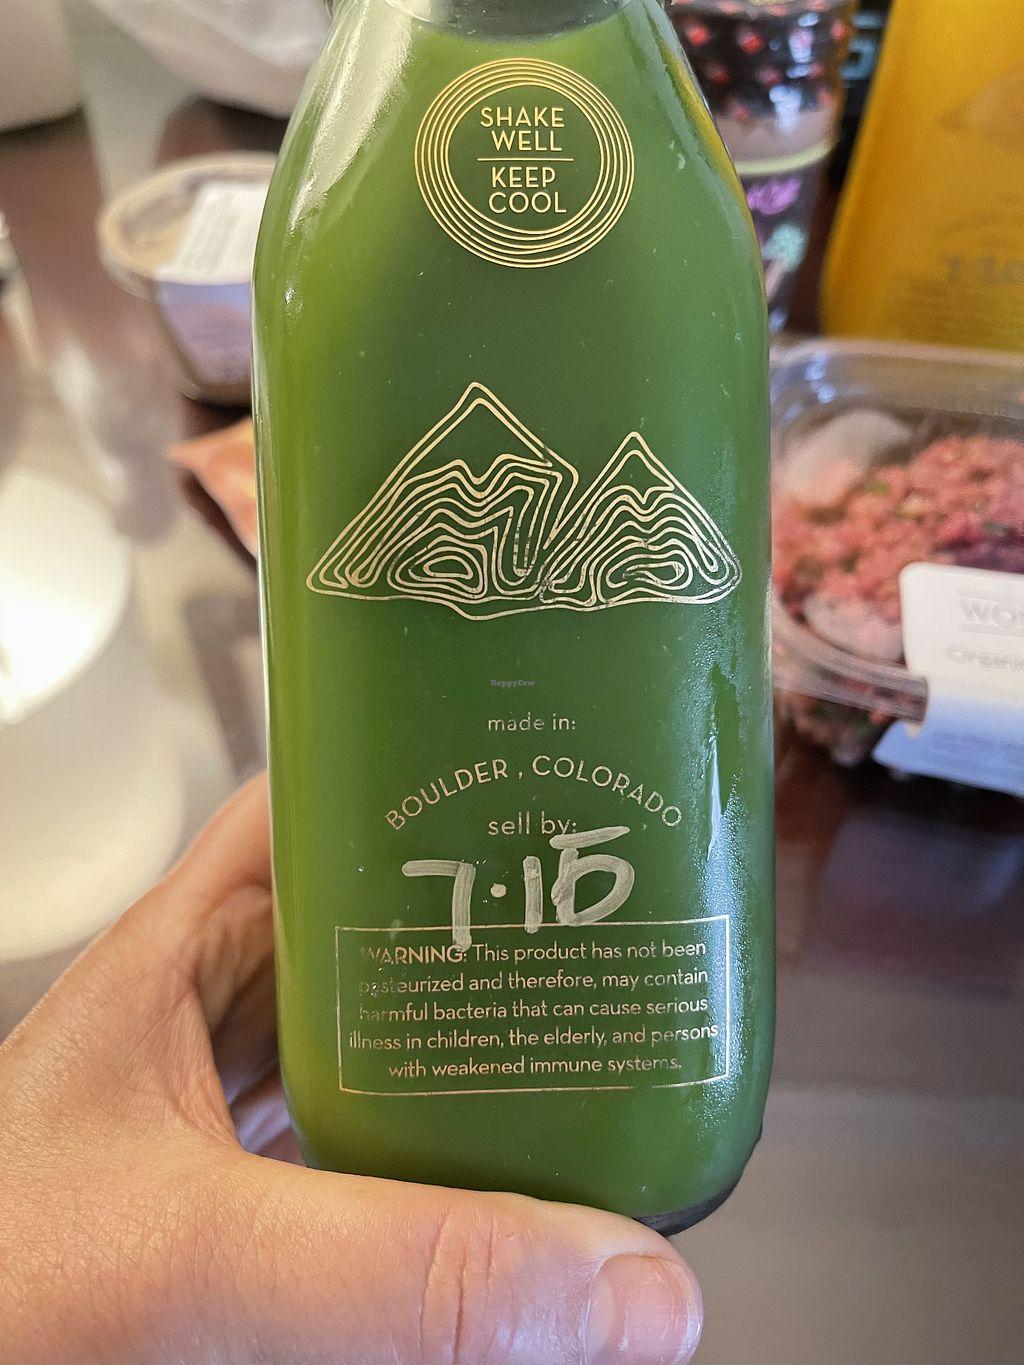 SHAKE
WELL
KEEP
COOL
HappyCow
made in:
BOULDER, COLORADO
sell by:
7.15
WARNING: This product has not been
pasteurized and therefore, may contain
harmful bacteria that can cause serious
illness in children, the elderly, and persons
with weakened immune systems.
Organic